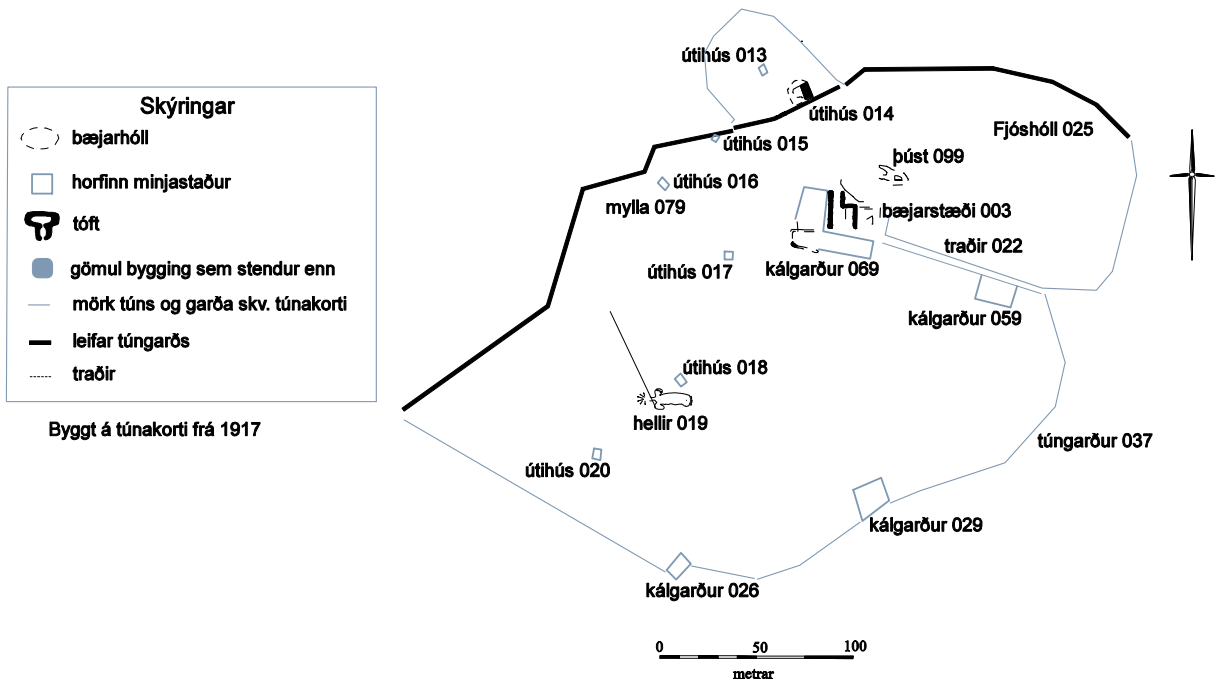 Skýringar
bæjarhóll
horfinn minjastaður
tóft
gömul bygging sem stendur enn
mörk túns og garða skv. túnakorti
leifar túngarðs
traðir
Byggt á túnakorti frá 1917
útihús 013
útihús 014
Fjóshóll 025
útihús 015
þúst 099
útihús 016
mylla 079
bæjarstæði 003
traðir 022
útihús 017
kálgarður 069
kálgarður 059
útihús 018
hellir 019
túngarður 037
útihús 020
kálgarður 029
kálgarður 026
0 50 100
metrar